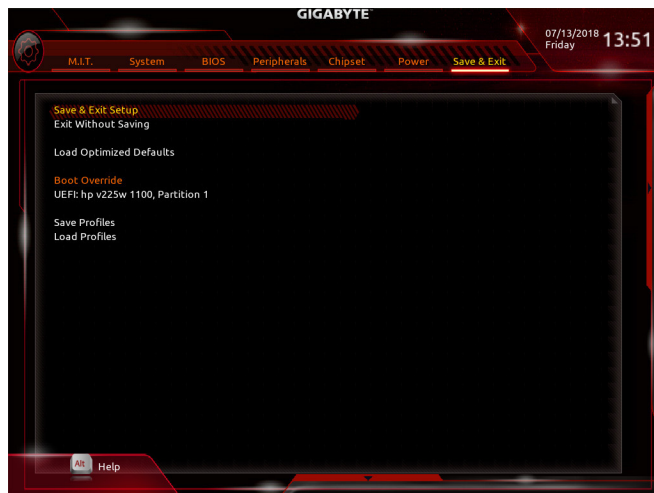 GIGABYTE™
07/13/2018 13:51
Friday
M.I.T. System BIOS Peripherals Chipset Power Save & Exit
Save & Exit Setup
Exit Without Saving
Load Optimized Defaults
Boot Override
UEFI: hp v225w 1100, Partition 1
Save Profiles
Load Profiles
Alt Help